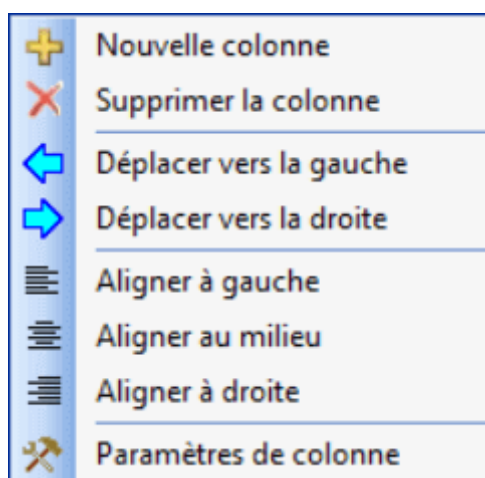 Nouvelle colonne
Supprimer la colonne
Déplacer vers la gauche
Déplacer vers la droite
Aligner à gauche
Aligner au milieu
Aligner à droite
Paramètres de colonne